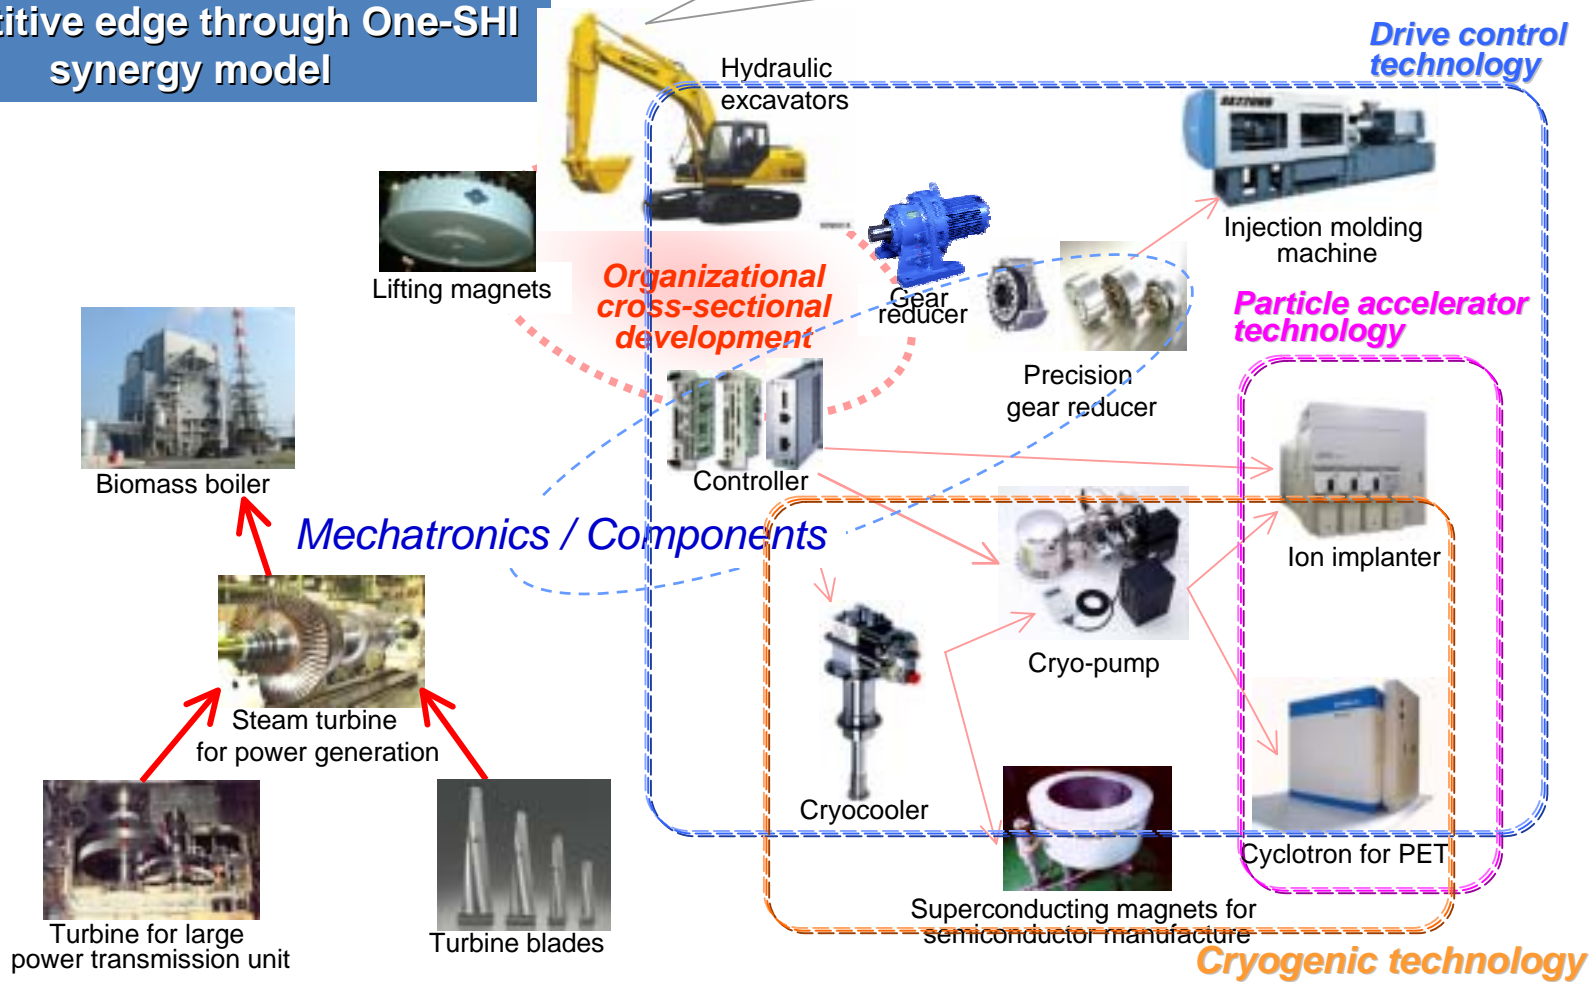 titive edge through One-SHI
synergy model
Drive control
technology
Hydraulic
excavators
Injection molding
machine
Lifting magnets
Organizational
cross-sectional
development
Gear
reducer
Particle accelerator
technology
Precision
gear reducer
Biomass boiler
Controller
Mechatronics / Components
Ion implanter
Cryo-pump
Steam turbine
for power generation
Cryocooler
Cyclotron for PET
Superconducting magnets for
semiconductor manufacture
Turbine for large
power transmission unit
Turbine blades
Cryogenic technology